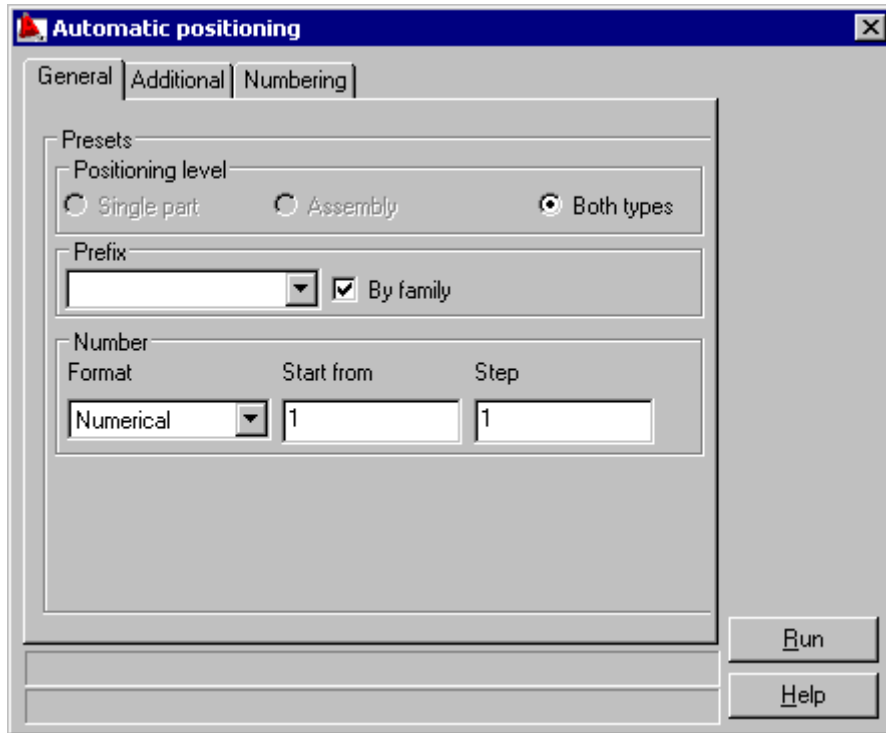 Automatic positioning
General Additional Numbering
Presets
Positioning level
Single part Assembly Both types
Prefix
By family
Number
Format Start from Step
Numerical 1 1
Run
Help